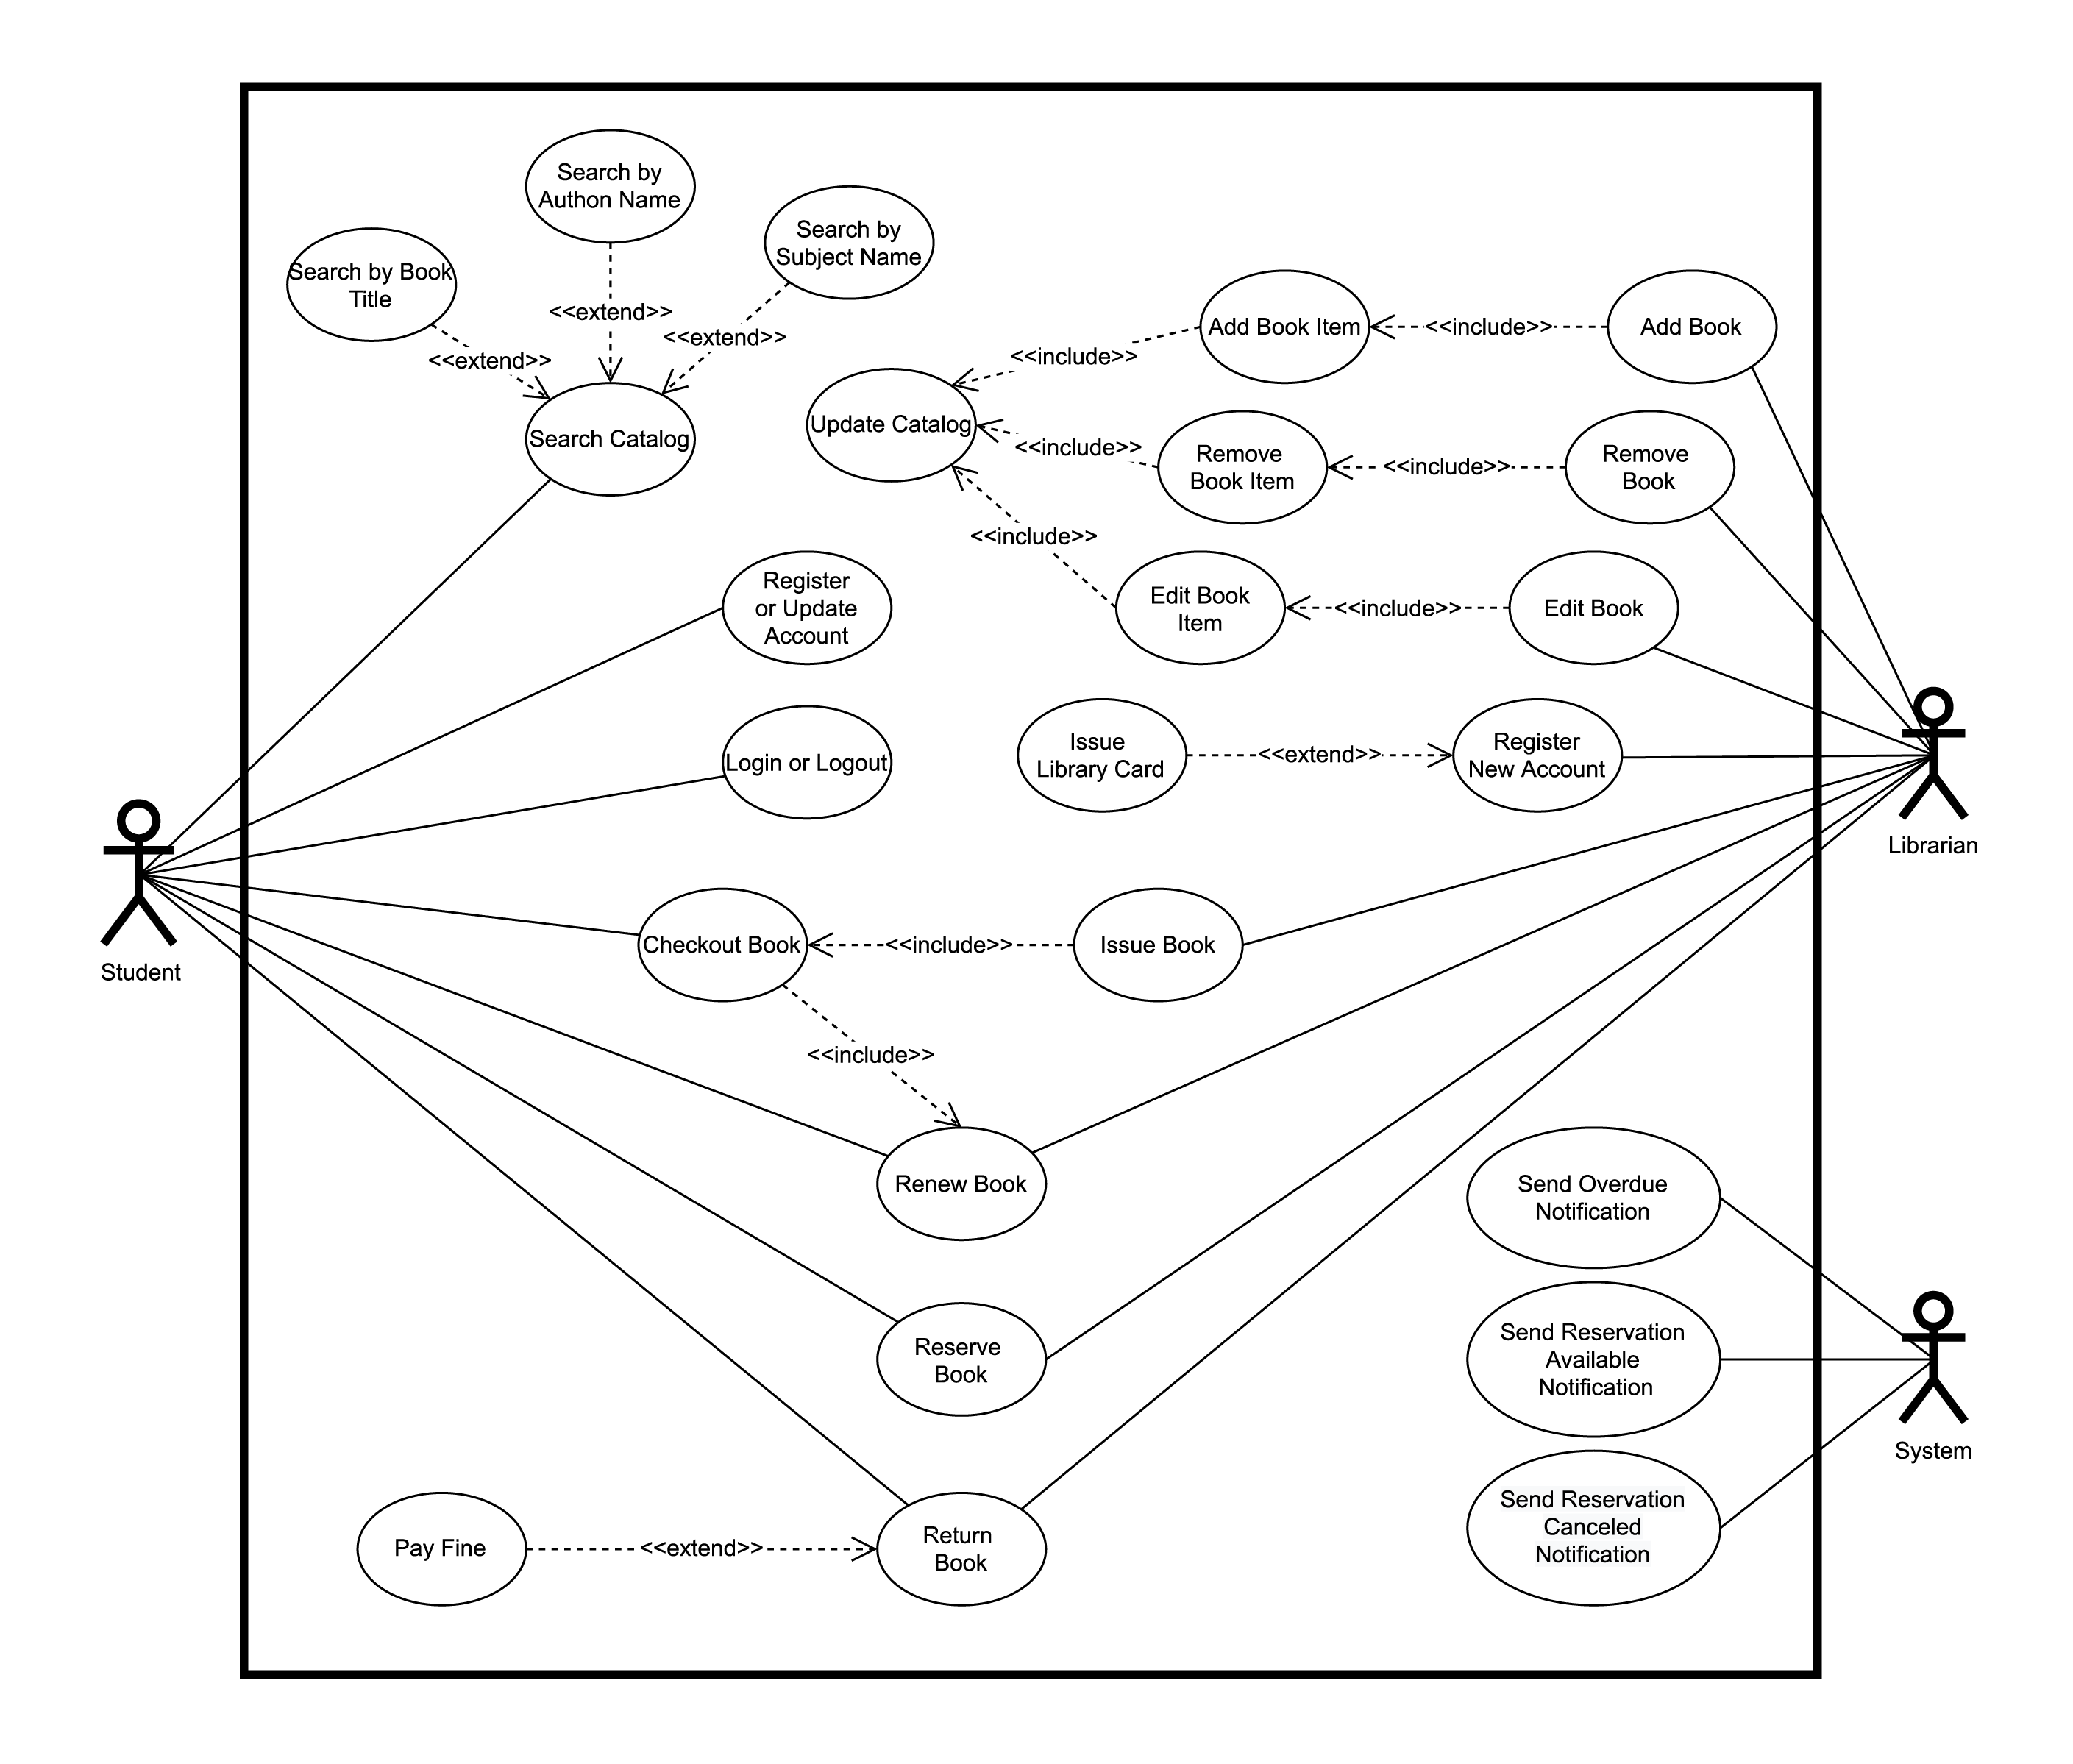 Search by
Authon Name
Search by
Subject Name
Search by Book
Title
<<extend>>
<<extend>>
<<extend>>
Search Catalog
Add Book Item
<<include>>
Add Book
<<include>>
Update Catalog
<<include>>
Remove
Book Item
<<include>>
Remove
Book
<<include>>
Edit Book
Item
<<include>>
Edit Book
Register
or Update
Account
Login or Logout
Issue
Library Card
<<extend>>
Register
New Account
Librarian
Student
Checkout Book
<<include>>
Issue Book
<<include>>
Renew Book
Send Overdue
Notification
Reserve
Book
Send Reservation
Available
Notification
System
Send Reservation
Canceled
Notification
Pay Fine
<<extend>>
Return
Book